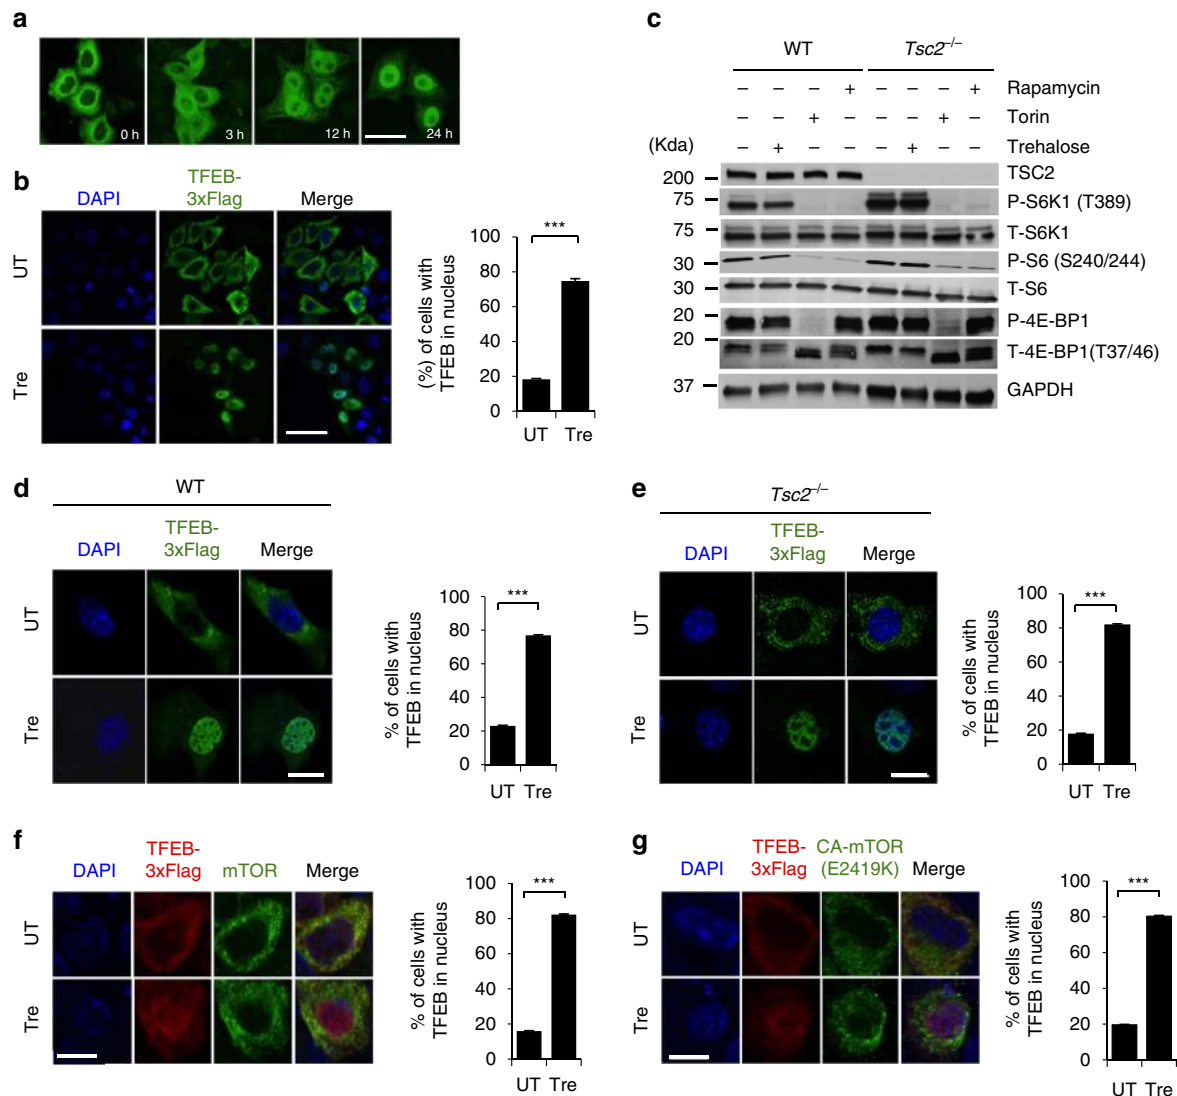 a
0 h
3 h
12 h
24 h
b
DAPI
TFEB-
3xFlag
Merge
UT
Tre
(%) of cells with
TFEB in nucleus
100
80
60
40
20
0
***
UT Tre
c
WT
Tsc2–/–
– – – + – – – + Rapamycin
– – + – – – + – Torin
– + – – – + – – Trehalose
(Kda)
200 TSC2
75 P-S6K1 (T389)
75 T-S6K1
30 P-S6 (S240/244)
30 T-S6
20 P-4E-BP1
20 T-4E-BP1(T37/46)
37 GAPDH
d
WT
DAPI
TFEB-
3xFlag
Merge
UT
Tre
% of cells with
TFEB in nucleus
100
80
60
40
20
0
***
UT Tre
e
Tsc2–/–
DAPI
TFEB-
3xFlag
Merge
UT
Tre
% of cells with
TFEB in nucleus
100
80
60
40
20
0
***
UT Tre
f
DAPI
TFEB-
3xFlag
mTOR
Merge
UT
Tre
% of cells with
TFEB in nucleus
100
80
60
40
20
0
***
UT Tre
g
DAPI
TFEB-
3xFlag
CA-mTOR
(E2419K)
Merge
UT
Tre
% of cells with
TFEB in nucleus
100
80
60
40
20
0
***
UT Tre